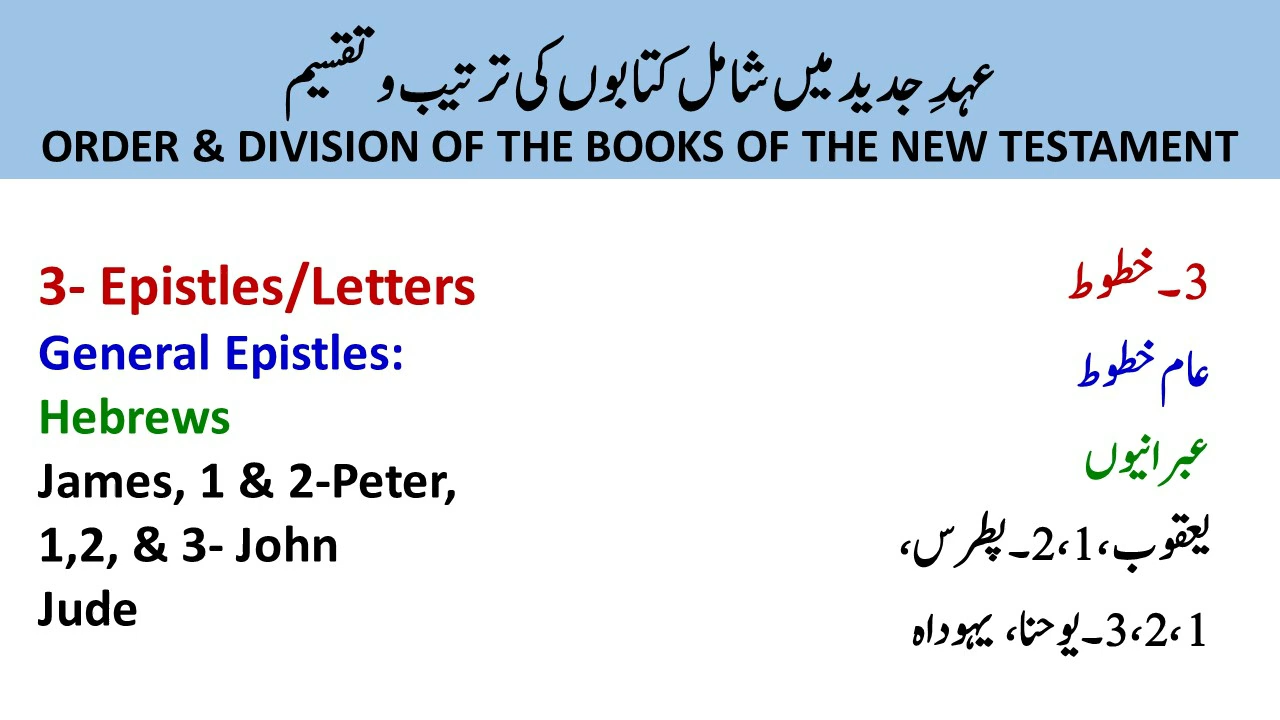 عہدِ جدید میں شامل کتابوں کی ترتیب و تقسیم
ORDER & DIVISION OF THE BOOKS OF THE NEW TESTAMENT
3- Epistles/Letters
General Epistles:
Hebrews
James, 1 & 2-Peter,
1,2, & 3- John
Jude
3۔خطوط
عام خطوط
عبرانیوں
یعقوب،1،2۔پطرس،
1،2،3۔یوحنا، یہوداہ